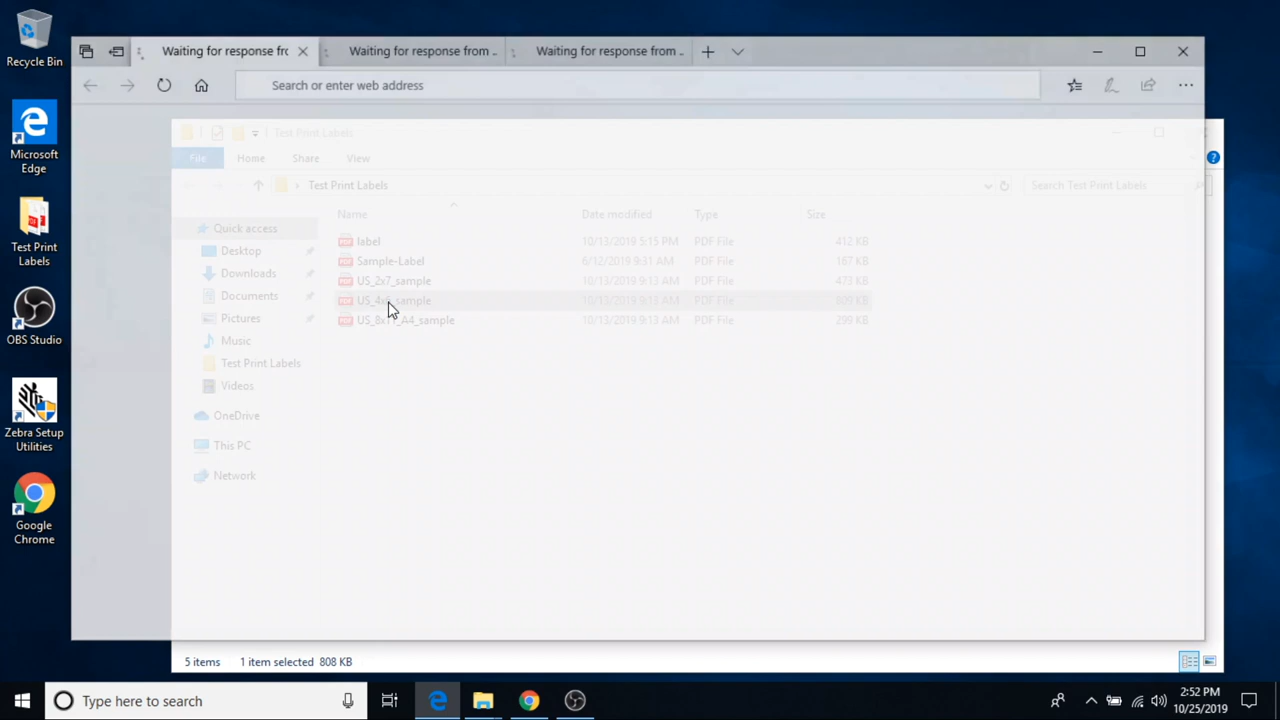 Recycle Bin
Microsoft
Edge
Test Print
Labels
OBS Studio
Zebra Setup
Utilities
Google
Chrome
Waiting for response frc
Waiting for response from ..
Waiting for response from ..
Search or enter web address
Test Print Labels
File
Home
Share
View
Test Print Labels
Search Test Print Labels
Quick access
Desktop
Downloads
Documents
Pictures
Music
Test Print Labels
Videos
OneDrive
This PC
Network
Name
Date modified
Type
Size
label
10/13/2019 5:15 PM
PDF File
412 KB
Sample-Label
6/12/2019 9:31 AM
PDF File
167 KB
US_2x7_sample
10/13/2019 9:13 AM
PDF File
473 KB
US_4x6_sample
10/13/2019 9:13 AM
PDF File
US_8x11_A4_sample
10/13/2019 9:13 AM
PDF File
299 KB
5 items
1 item selected 808 KB
Type here to search
2:52 PM
10/25/2019